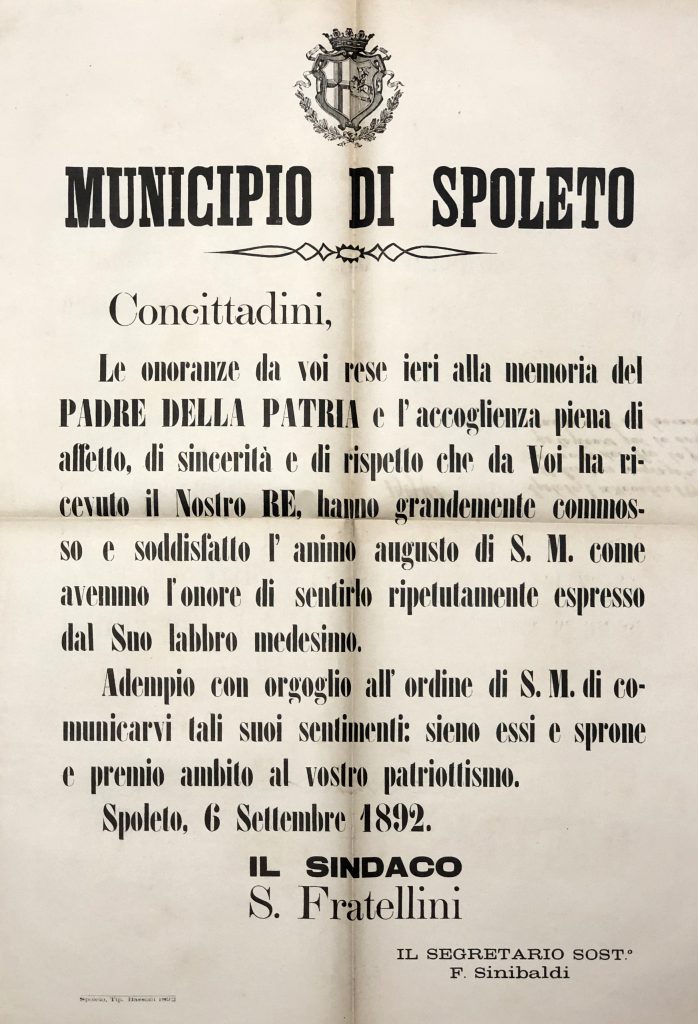 MUNICIPIO DI SPOLETO
Concittadini,
Le onoranze da voi rese ieri alla memoria del
PADRE DELLA PATRIA e l'accoglienza piena di
affetto, di sincerità e di rispetto che da Voi ha ri-
cevuto il Nostro RE, hanno grandemente commos-
so e soddisfatto l' animo augusto di S. M. come
avemmo l'onore di sentirlo ripetutamente espresso
dal Suo labbro medesimo.
Adempio con orgoglio all' ordine di S. M. di co-
municarvi tali suoi sentimenti: sieno essi e sprone
e premio ambito al vostro patriottismo.
Spoleto, 6 Settembre 1892.
IL SINDACO
S. Fratellini
IL SEGRETARIO SOST.º
F. Sinibaldi
Spoleto, Tip. 1892